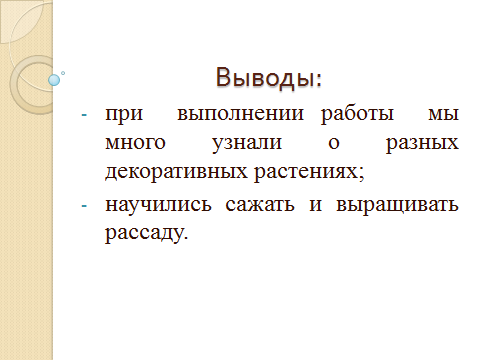 Выводы:
- при выполнении работы мы
много узнали о разных
декоративных растениях;
- научились сажать и выращивать
рассаду.